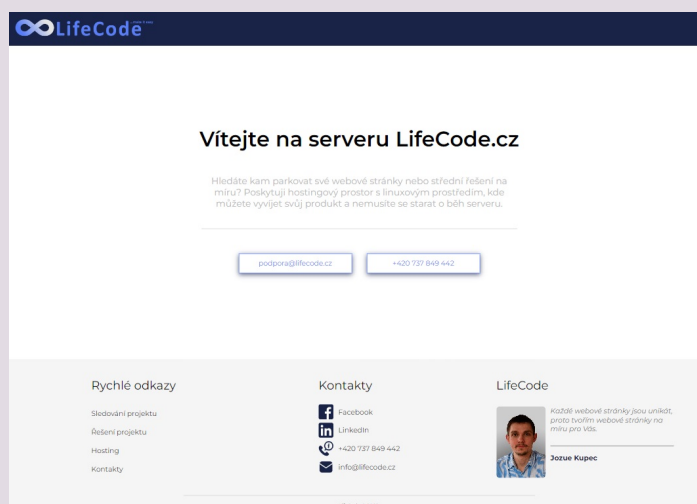 LifeCode
Vítejte na serveru LifeCode.cz
Hledáte kam parkovat své webové stránky nebo střední řešení na
míru? Poskytuji hostingový prostor s linuxovým prostředím, kde
můžete vyvíjet svůj produkt a nemusíte se starat o běh serveru.
podpora@lifecode.cz
+420 737 849 442
Rychlé odkazy
Sledování projektu
Řešení projektu
Hosting
Kontakty
Kontakty
Facebook
LinkedIn
+420 737 849 442
info@lifecode.cz
LifeCode
Každé webové stránky jsou unikát,
proto tvořím webové stránky na
míru pro Vás.
Jozue Kupec